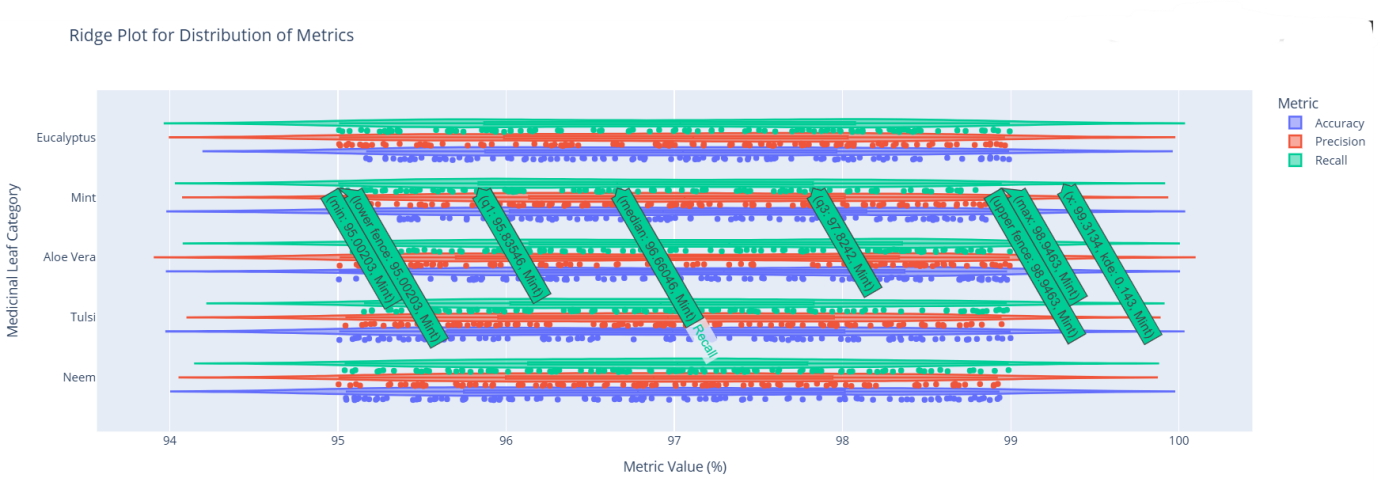 Ridge Plot for Distribution of Metrics
Metric
Accuracy
Precision
Recall
Medicinal Leaf Category
Eucalyptus
Mint
Aloe Vera
Tulsi
Neem
(min: 95.00203, Mint)
(lower fence: 95.00203, Mint)
(q1: 95.83546, Mint)
(median: 96.66046, Mint)
Recall
(q3: 97.8242, Mint)
(upper fence: 98.9463, Mint)
(max: 98.9463, Mint)
(x: 99.3134, kde: 0.143, Mint)
94 95 96 97 98 99 100
Metric Value (%)